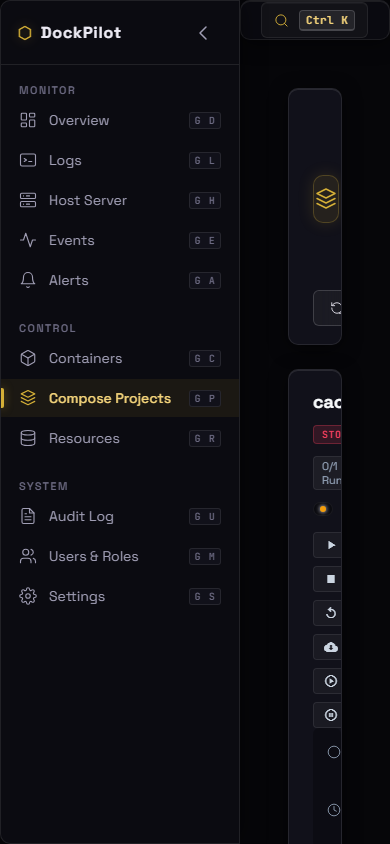 DockPilot
Ctrl K
MONITOR
Overview G D
Logs G L
Host Server G H
Events G E
Alerts G A
CONTROL
Containers G C
Compose Projects G P
Resources G R
SYSTEM
Audit Log G U
Users & Roles G M
Settings G S
0/1